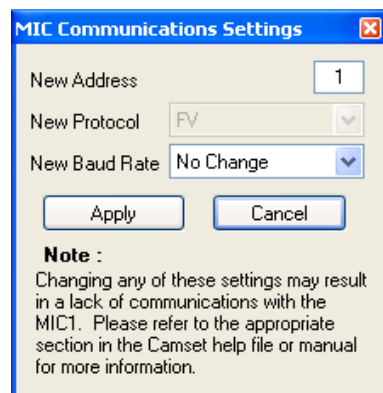 MIC Communications Settings
New Address 1
New Protocol FV
New Baud Rate No Change
Apply Cancel
Note :
Changing any of these settings may result
in a lack of communications with the
MIC1. Please refer to the appropriate
section in the Camset help file or manual
for more information.